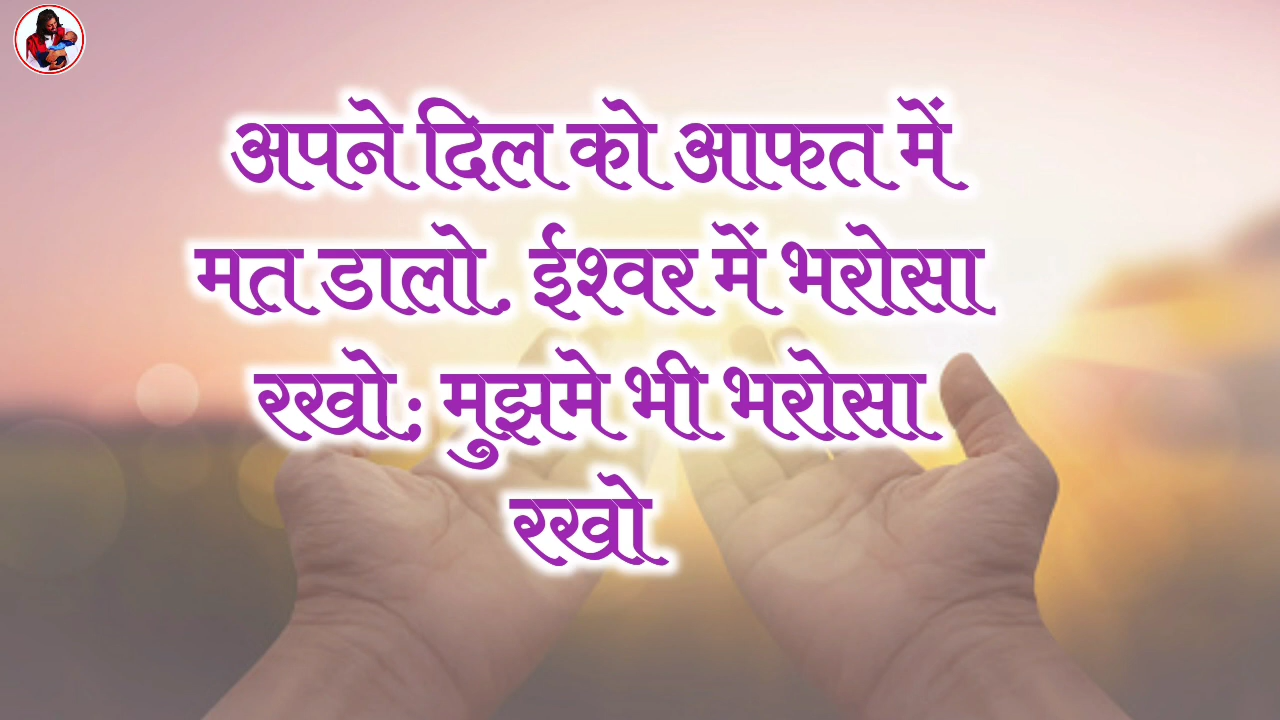 अपने दिल को आफत में
मत डालो. ईश्वर में भरोसा
रखो; मुझमे भी भरोसा
रखो